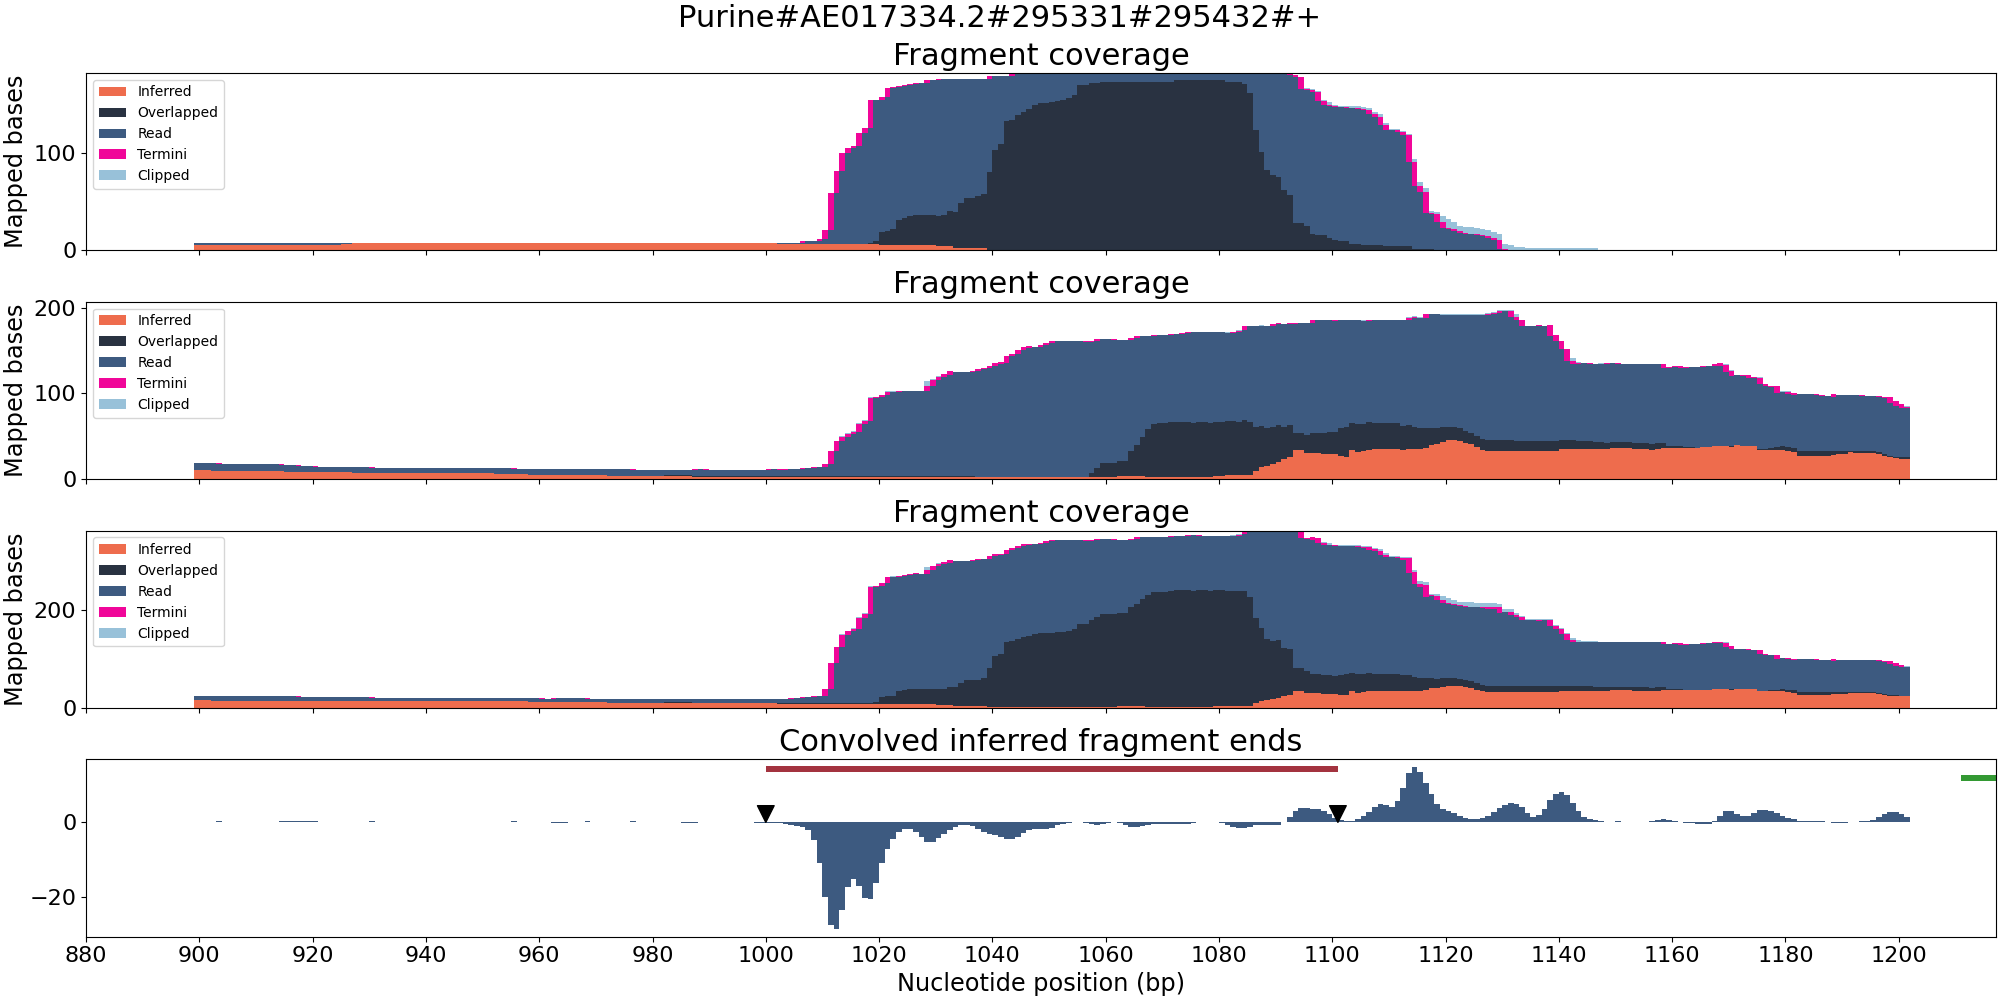 Purine#AE017334.2#295331#295432#+
Fragment coverage
Mapped bases
100
0
Inferred
Overlapped
Read
Termini
Clipped
Fragment coverage
Mapped bases
200
100
0
Inferred
Overlapped
Read
Termini
Clipped
Fragment coverage
Mapped bases
200
0
Inferred
Overlapped
Read
Termini
Clipped
Convolved inferred fragment ends
0
−20
880 900 920 940 960 980 1000 1020 1040 1060 1080 1100 1120 1140 1160 1180 1200
Nucleotide position (bp)